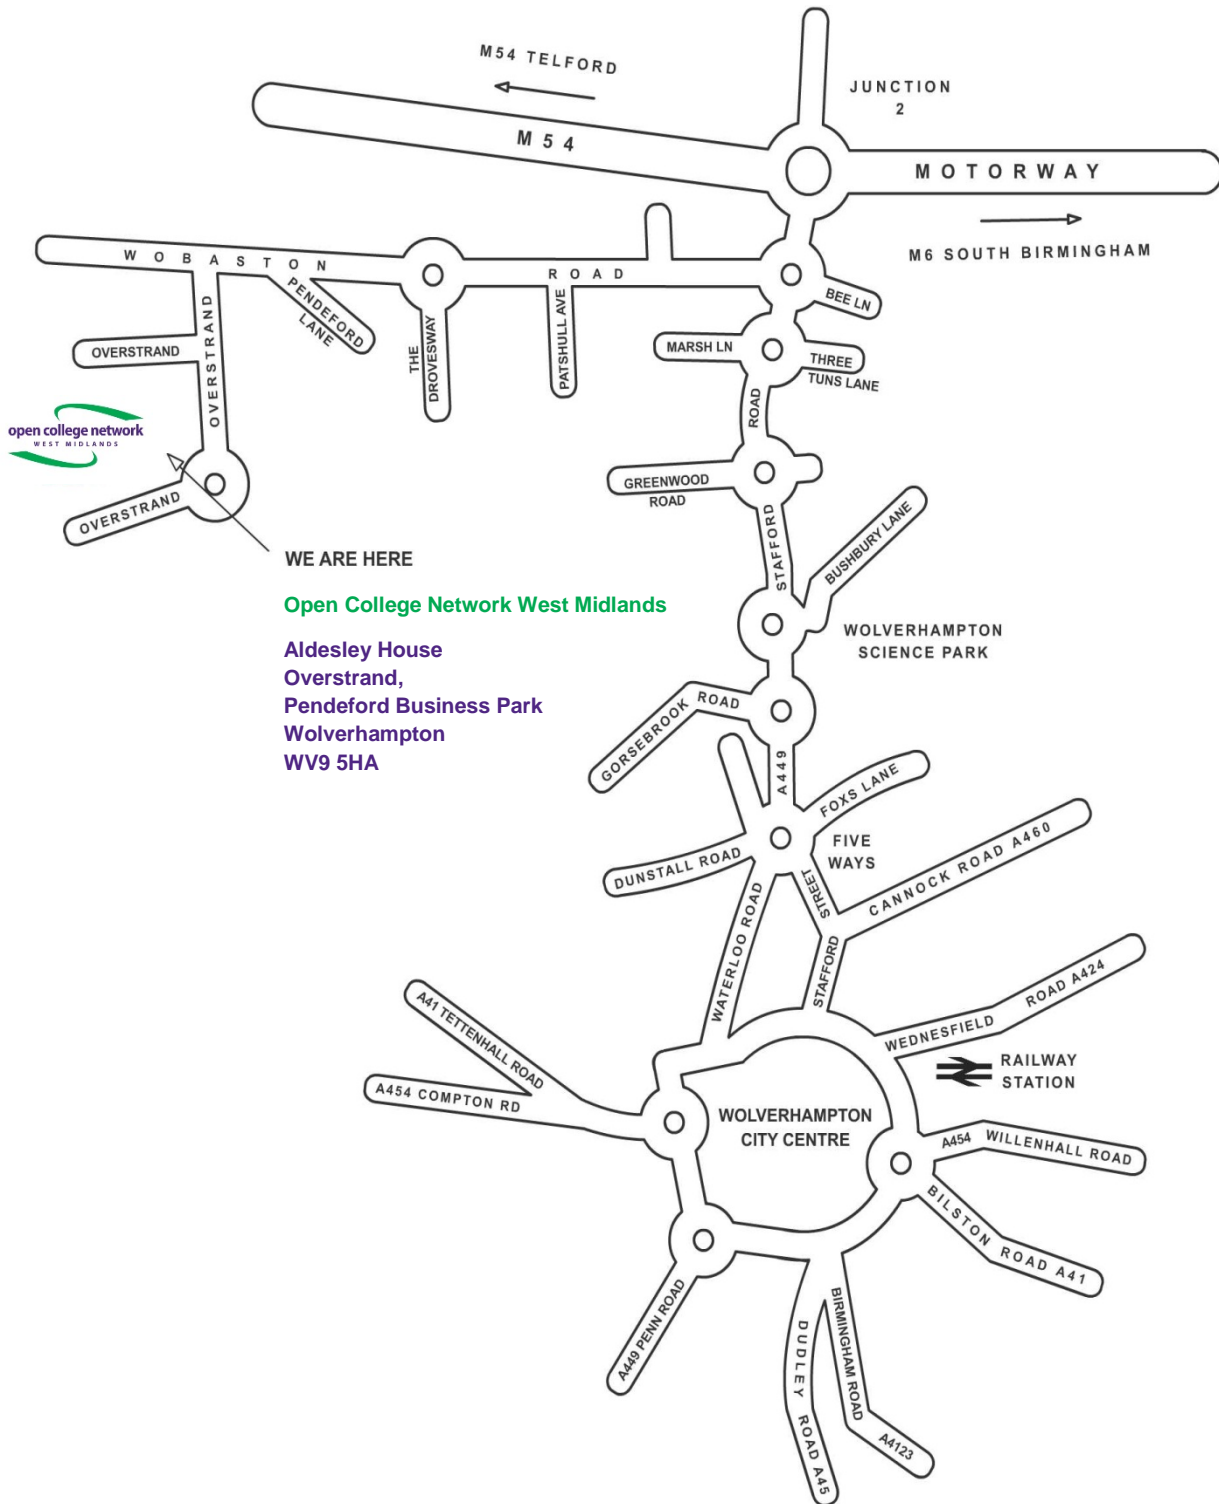 M54 TELFORD
JUNCTION
2
M 5 4
MOTORWAY
M6 SOUTH BIRMINGHAM
WOBASTON
ROAD
BEE LN
PENDEFORD
LANE
OVERSTRAND
OVERSTRAND
THE
DROVESWAY
PATSHULL AVE
MARSH LN
THREE
TUNS LANE
ROAD
open college network
WEST MIDLANDS
OVERSTRAND
GREENWOOD
ROAD
STAFFORD
BUSHBURY LANE
WE ARE HERE
Open College Network West Midlands
Aldesley House
Overstrand,
Pendeford Business Park
Wolverhampton
WV9 5HA
WOLVERHAMPTON
SCIENCE PARK
GORSEBROOK ROAD
A449
FOXS LANE
FIVE
WAYS
DUNSTALL ROAD
CANNOCK ROAD A460
STREET
STAFFORD
WATERLOO ROAD
WEDNESFIELD ROAD A424
RAILWAY
STATION
A41 TETTENHALL ROAD
A454 COMPTON RD
WOLVERHAMPTON
CITY CENTRE
A454 WILLENHALL ROAD
BILSTON ROAD A41
A449 PENN ROAD
DUDLEY ROAD A45
BIRMINGHAM ROAD
A4123